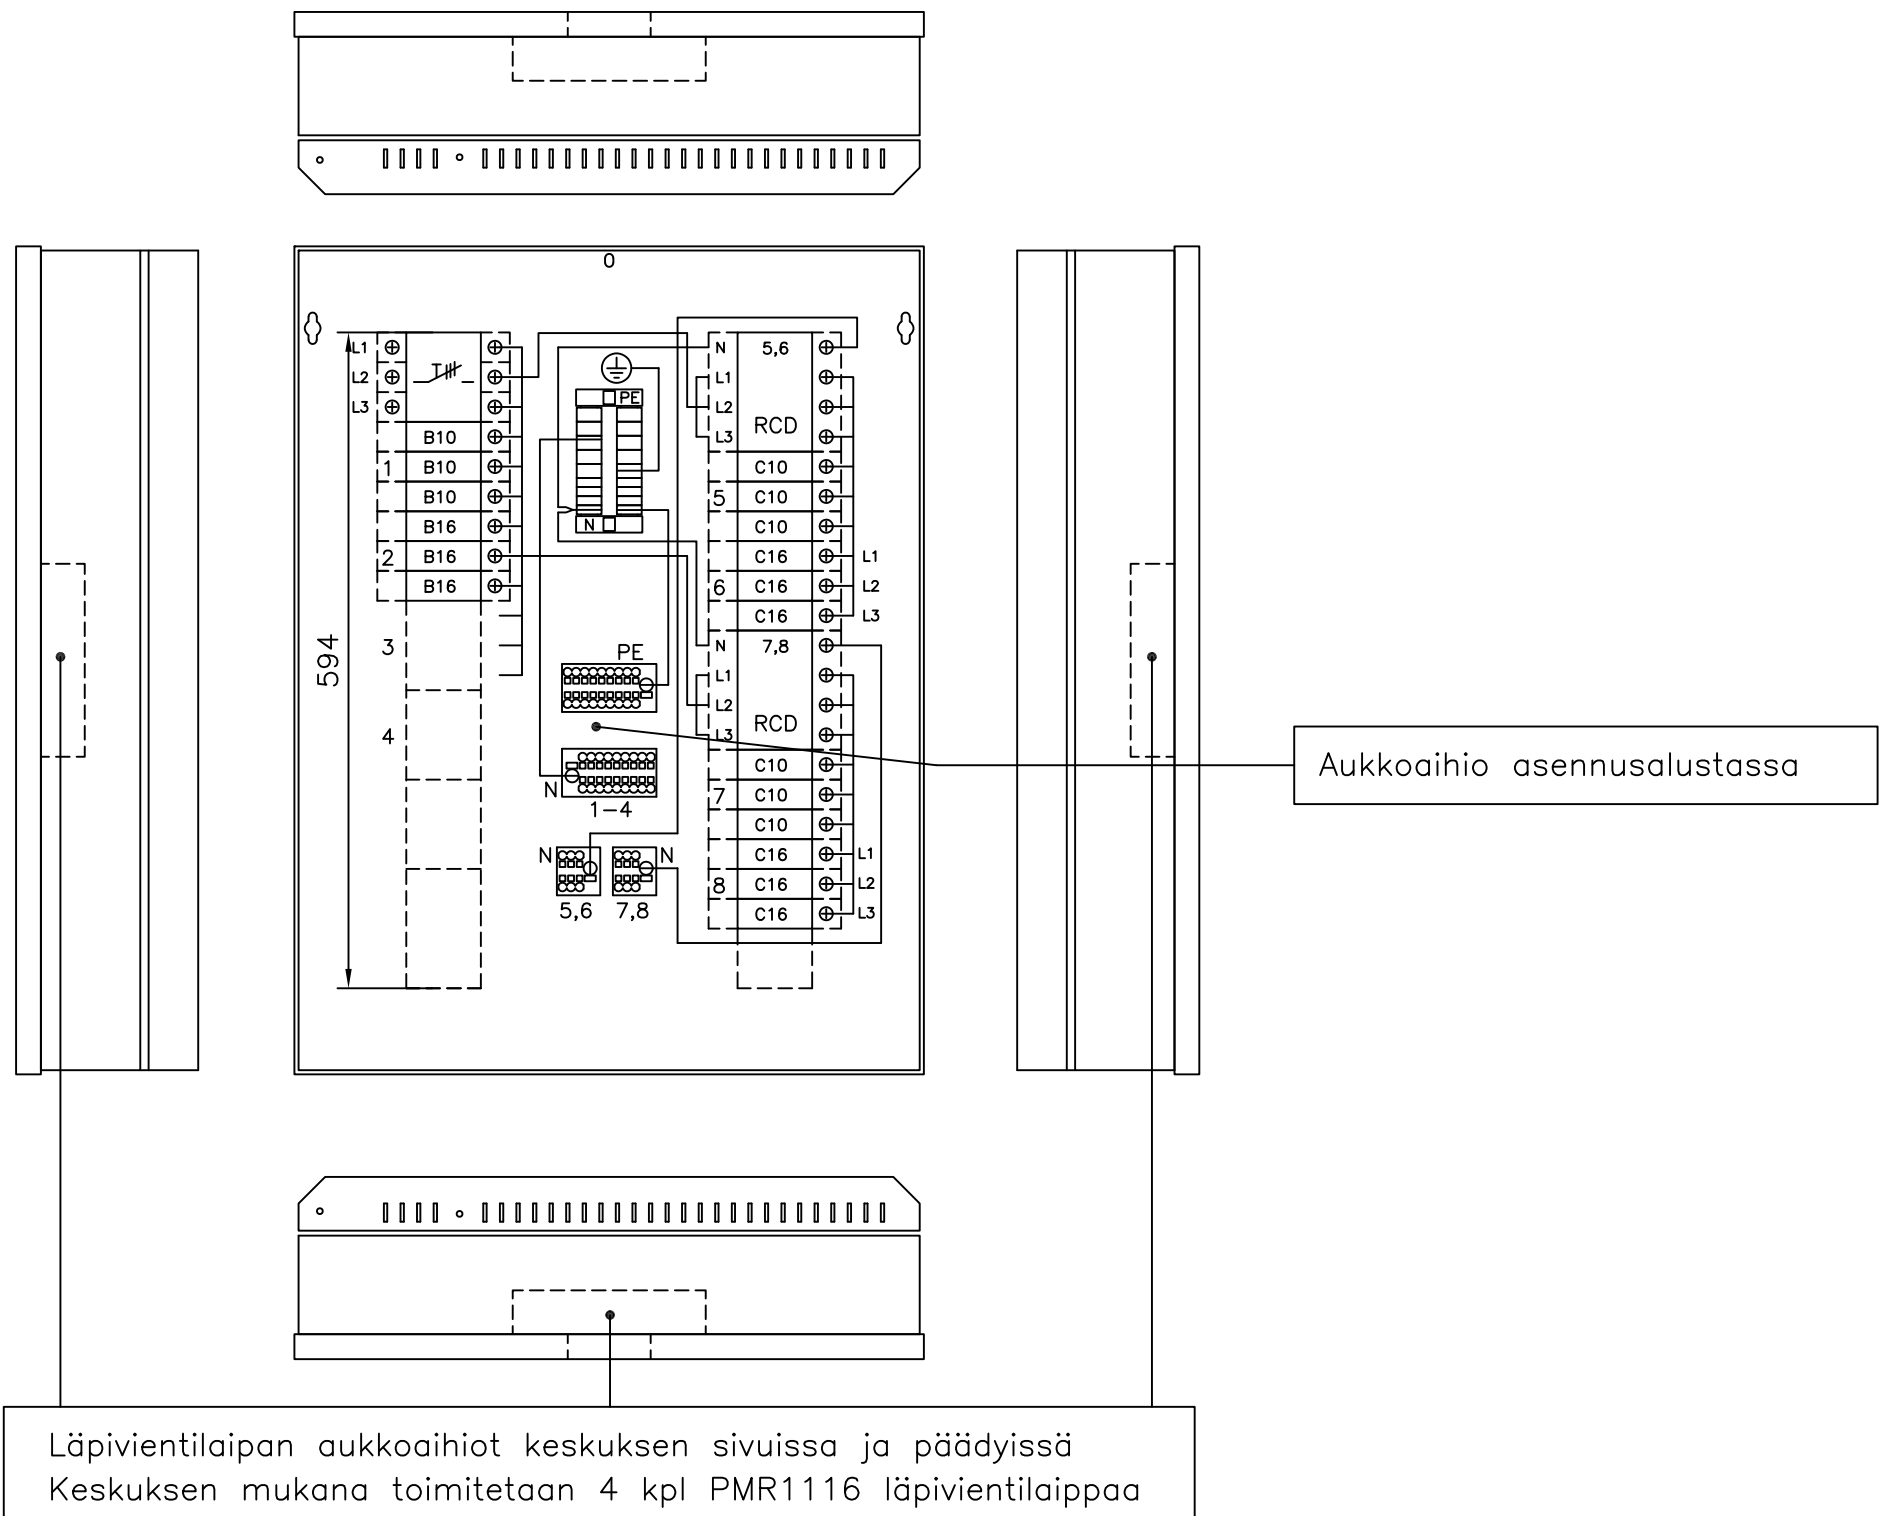 0
L1
L2
L3
T
B10
1 B10
B10
B16
2 B16
B16
3
4
594
PE
N
PE
N
1-4
N
N
5,6
7,8
N 5,6
L1
L2
L3 RCD
C10
5 C10
C10
C16 L1
6 C16 L2
C16 L3
N 7,8
L1
L2
L3 RCD
C10
7 C10
C10
C16 L1
8 C16 L2
C16 L3
Aukkoaihio asennusalustassa
Läpivientilaipan aukkoaihiot keskuksen sivuissa ja päädyissä
Keskuksen mukana toimitetaan 4 kpl PMR1116 läpivientilaippaa